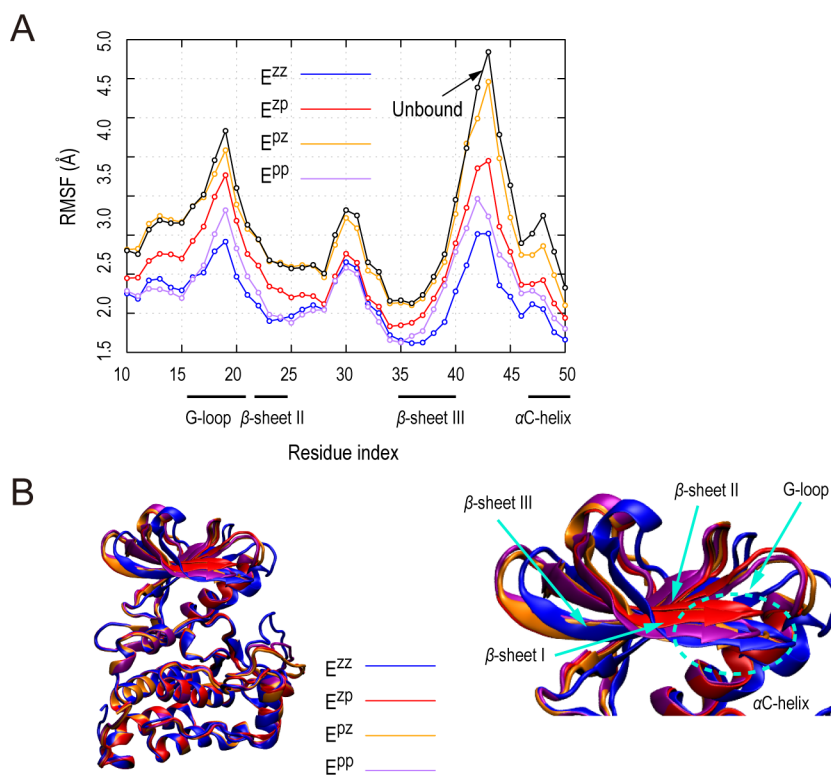 A
5.0
4.5
4.0
3.5
3.0
2.5
2.0
1.5
RMSF (Å)
E^zz
E^zp
E^pz
E^pp
Unbound
10 15 20 25 30 35 40 45 50
G-loop β-sheet II β-sheet III αC-helix
Residue index
B
E^zz
E^zp
E^pz
E^pp
G-loop
β-sheet II
β-sheet III
β-sheet I
αC-helix